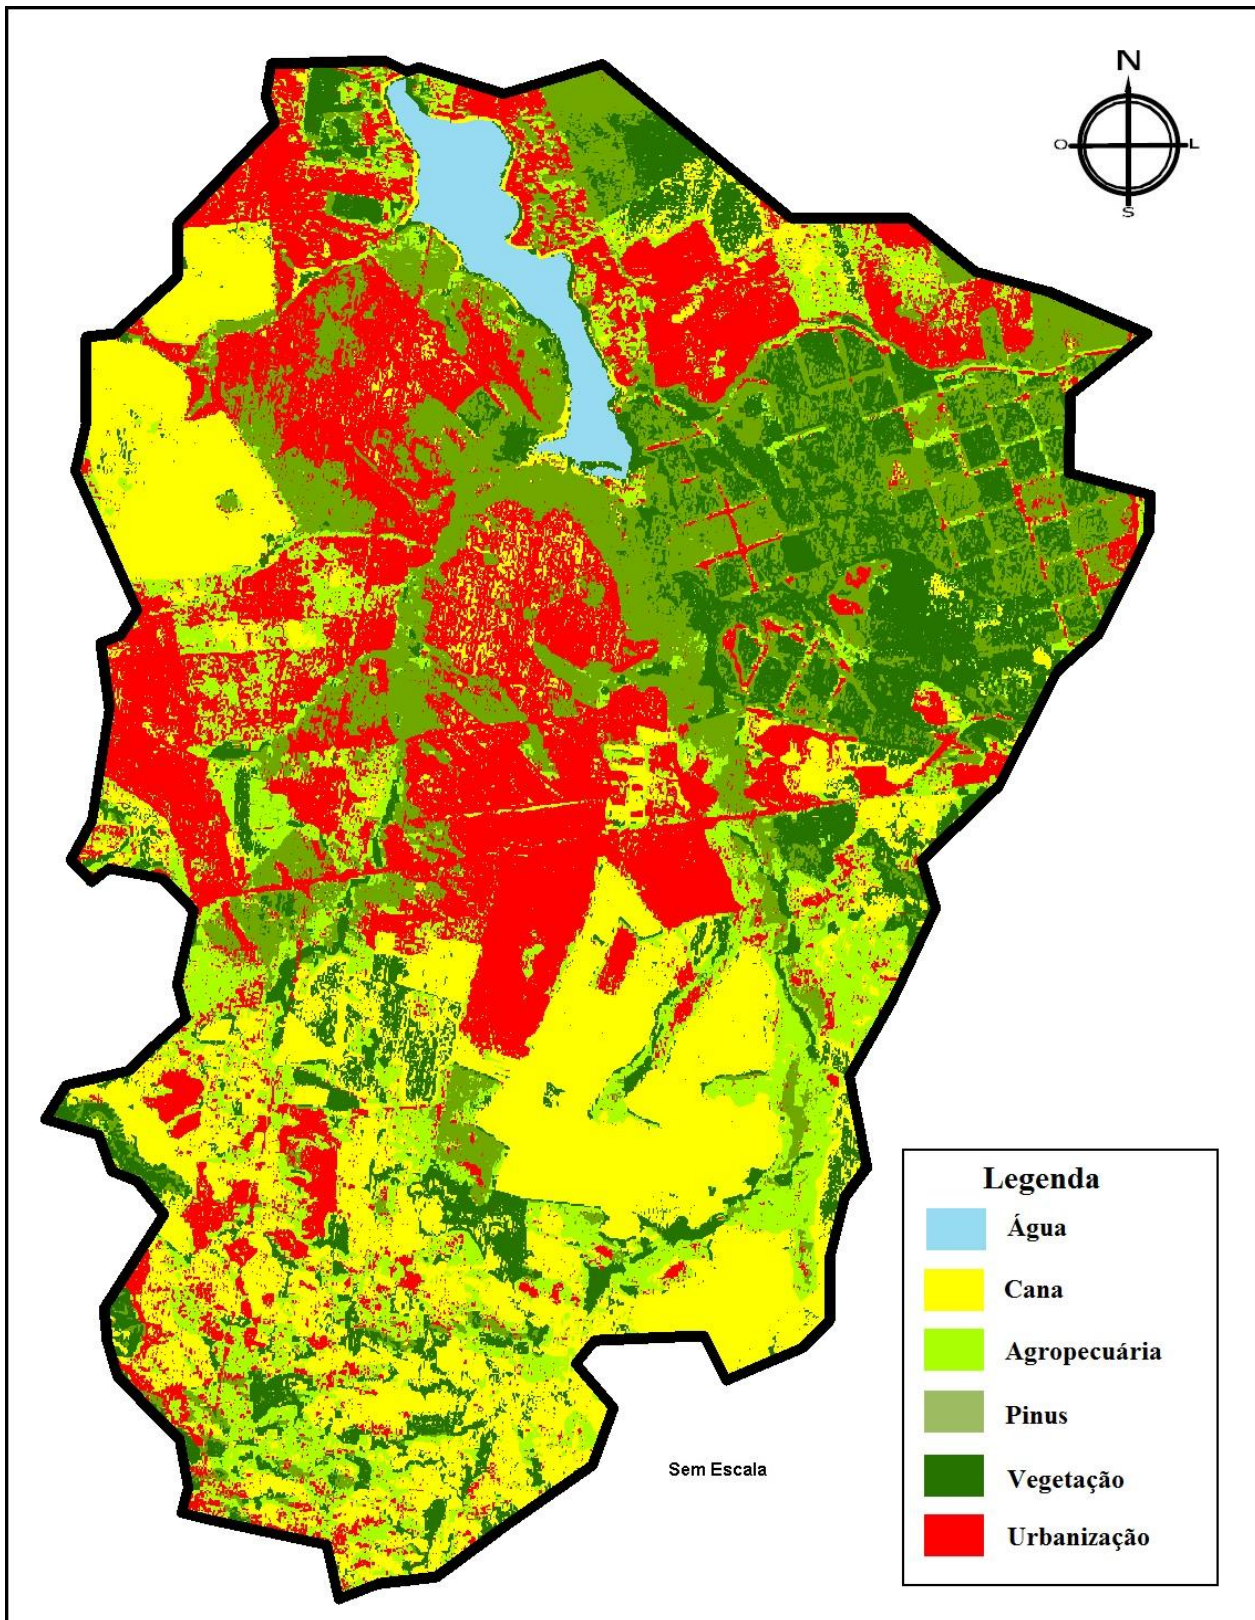 N
O
L
S
Legenda
Água
Cana
Agropecuária
Pinus
Vegetação
Urbanização
Sem Escala